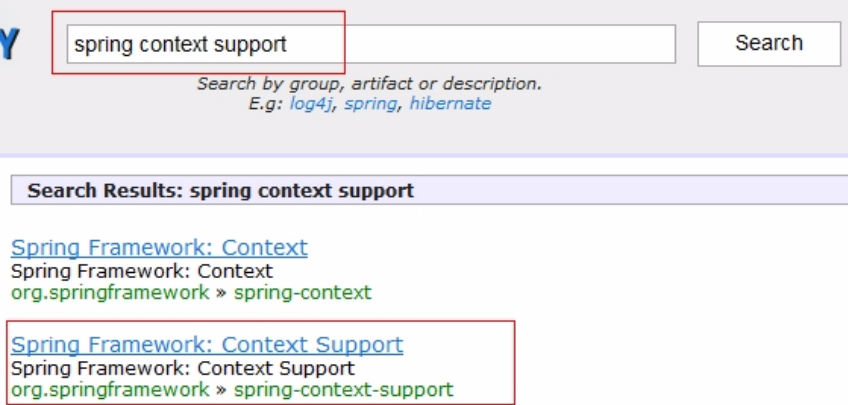 Y
spring context support
Search
Search by group, artifact or description.
E.g: log4j, spring, hibernate
Search Results: spring context support
Spring Framework: Context
Spring Framework: Context
org.springframework » spring-context
Spring Framework: Context Support
Spring Framework: Context Support
org.springframework » spring-context-support